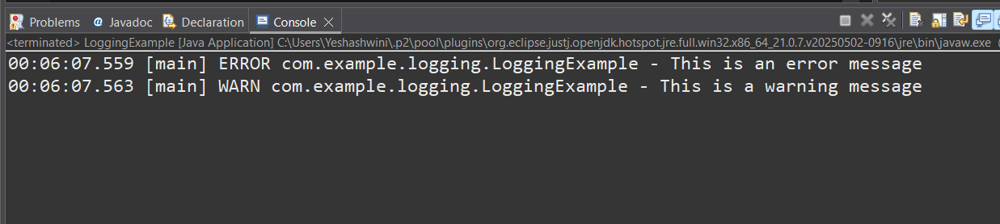 Problems @ Javadoc Declaration Console
<terminated> LoggingExample [Java Application] C:\Users\Yeshashwini\.p2\pool\plugins\org.eclipse.justj.openjdk.hotspot.jre.full.win32.x86_64_21.0.7.v20250502-0916\jre\bin\javaw.exe (
00:06:07.559 [main] ERROR com.example.logging.LoggingExample - This is an error message
00:06:07.563 [main] WARN com.example.logging.LoggingExample - This is a warning message